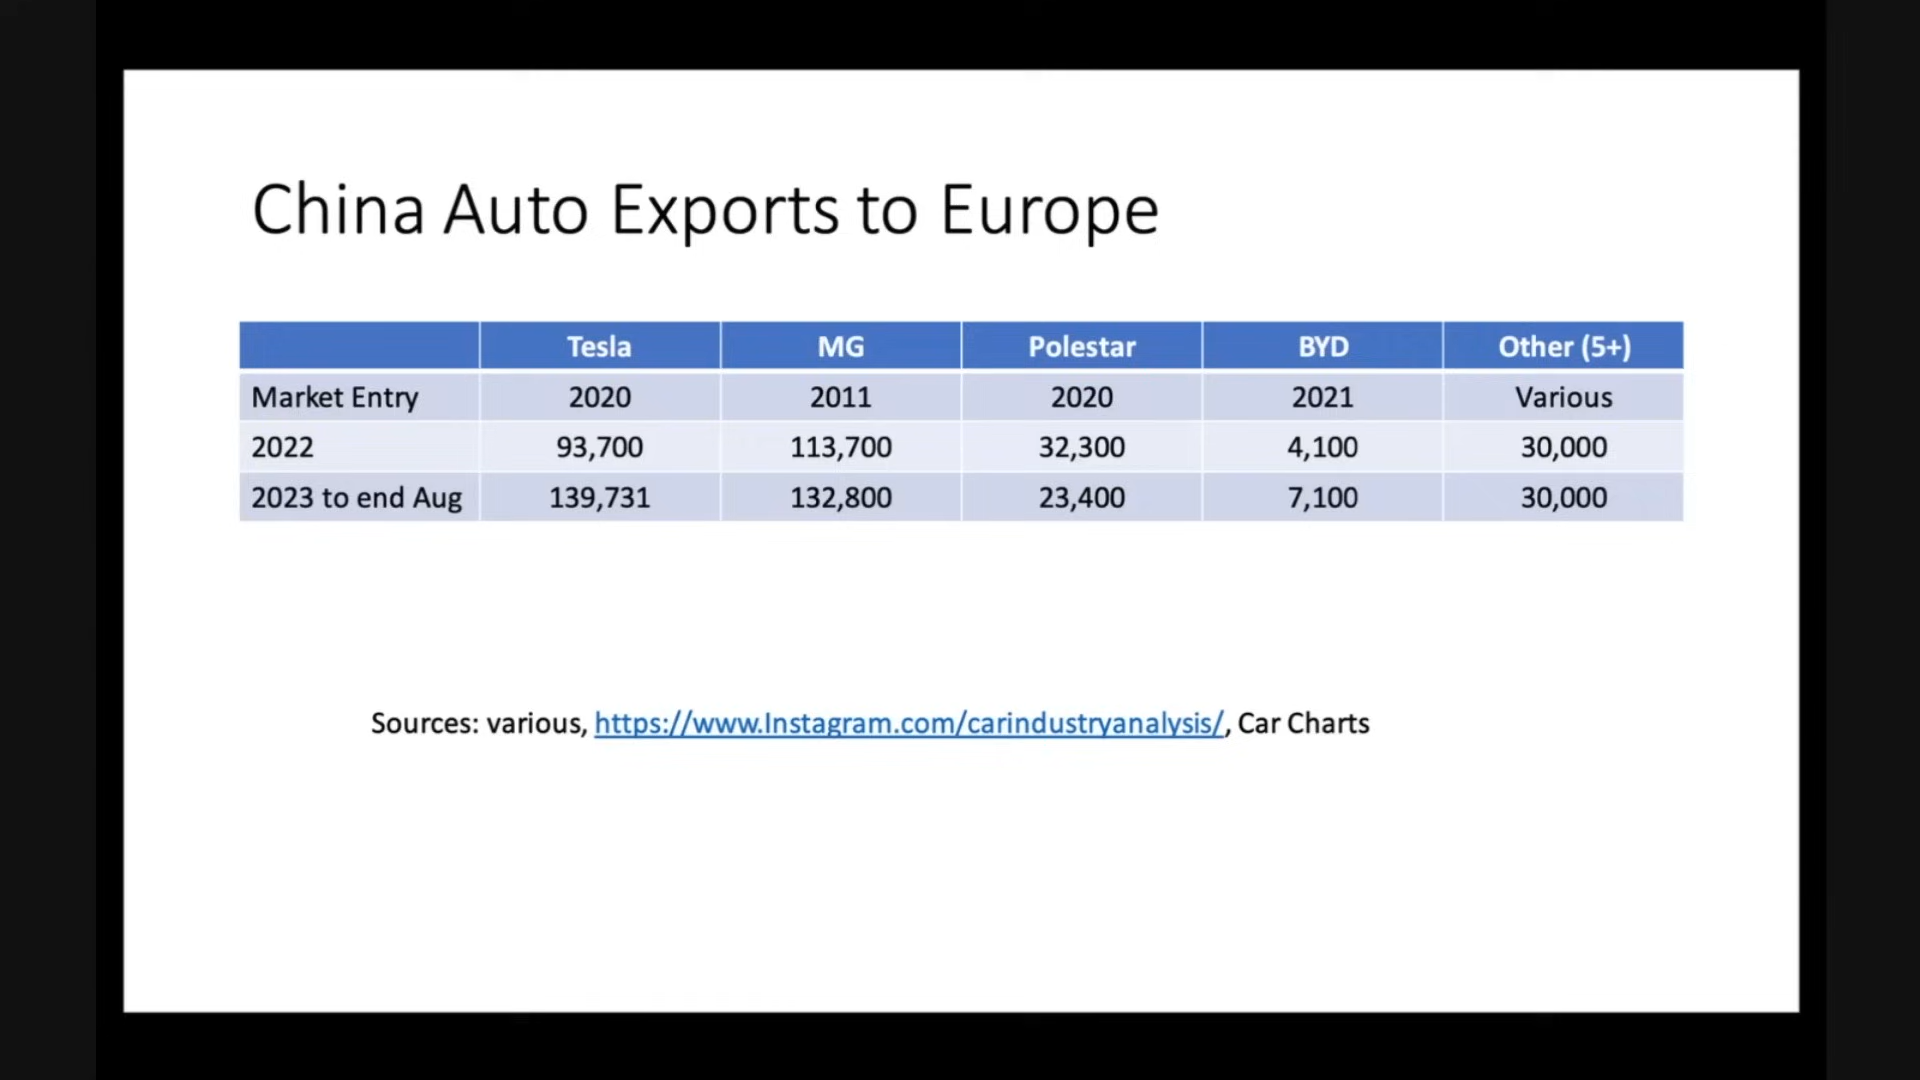 China Auto Exports to Europe
Tesla MG Polestar BYD Other (5+)
Market Entry 2020 2011 2020 2021 Various
2022 93,700 113,700 32,300 4,100 30,000
2023 to end Aug 139,731 132,800 23,400 7,100 30,000
Sources: various, https://www.Instagram.com/carindustryanalysis/, Car Charts